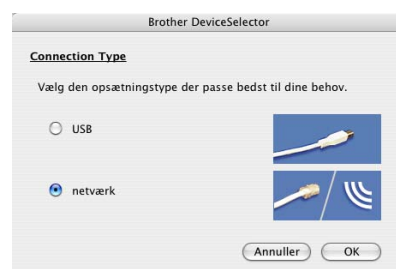 Brother DeviceSelector
Connection Type
Vælg den opsætningstype der passe bedst til dine behov.
USB
netværk
Annuller OK